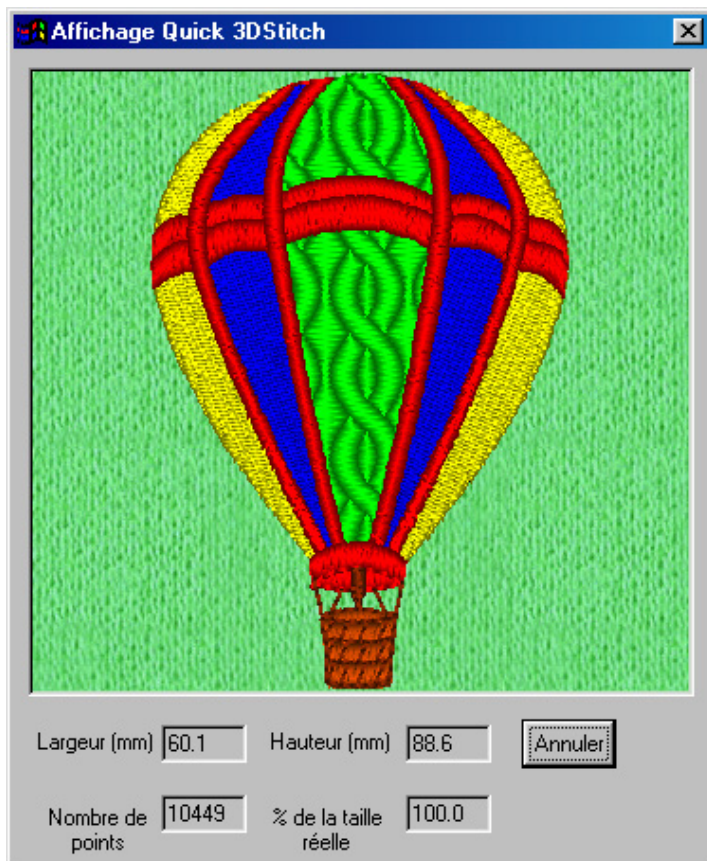 Affichage Quick 3DStitch
Largeur (mm) 60.1 Hauteur (mm) 88.6 Annuler
Nombre de points 10449 % de la taille réelle 100.0